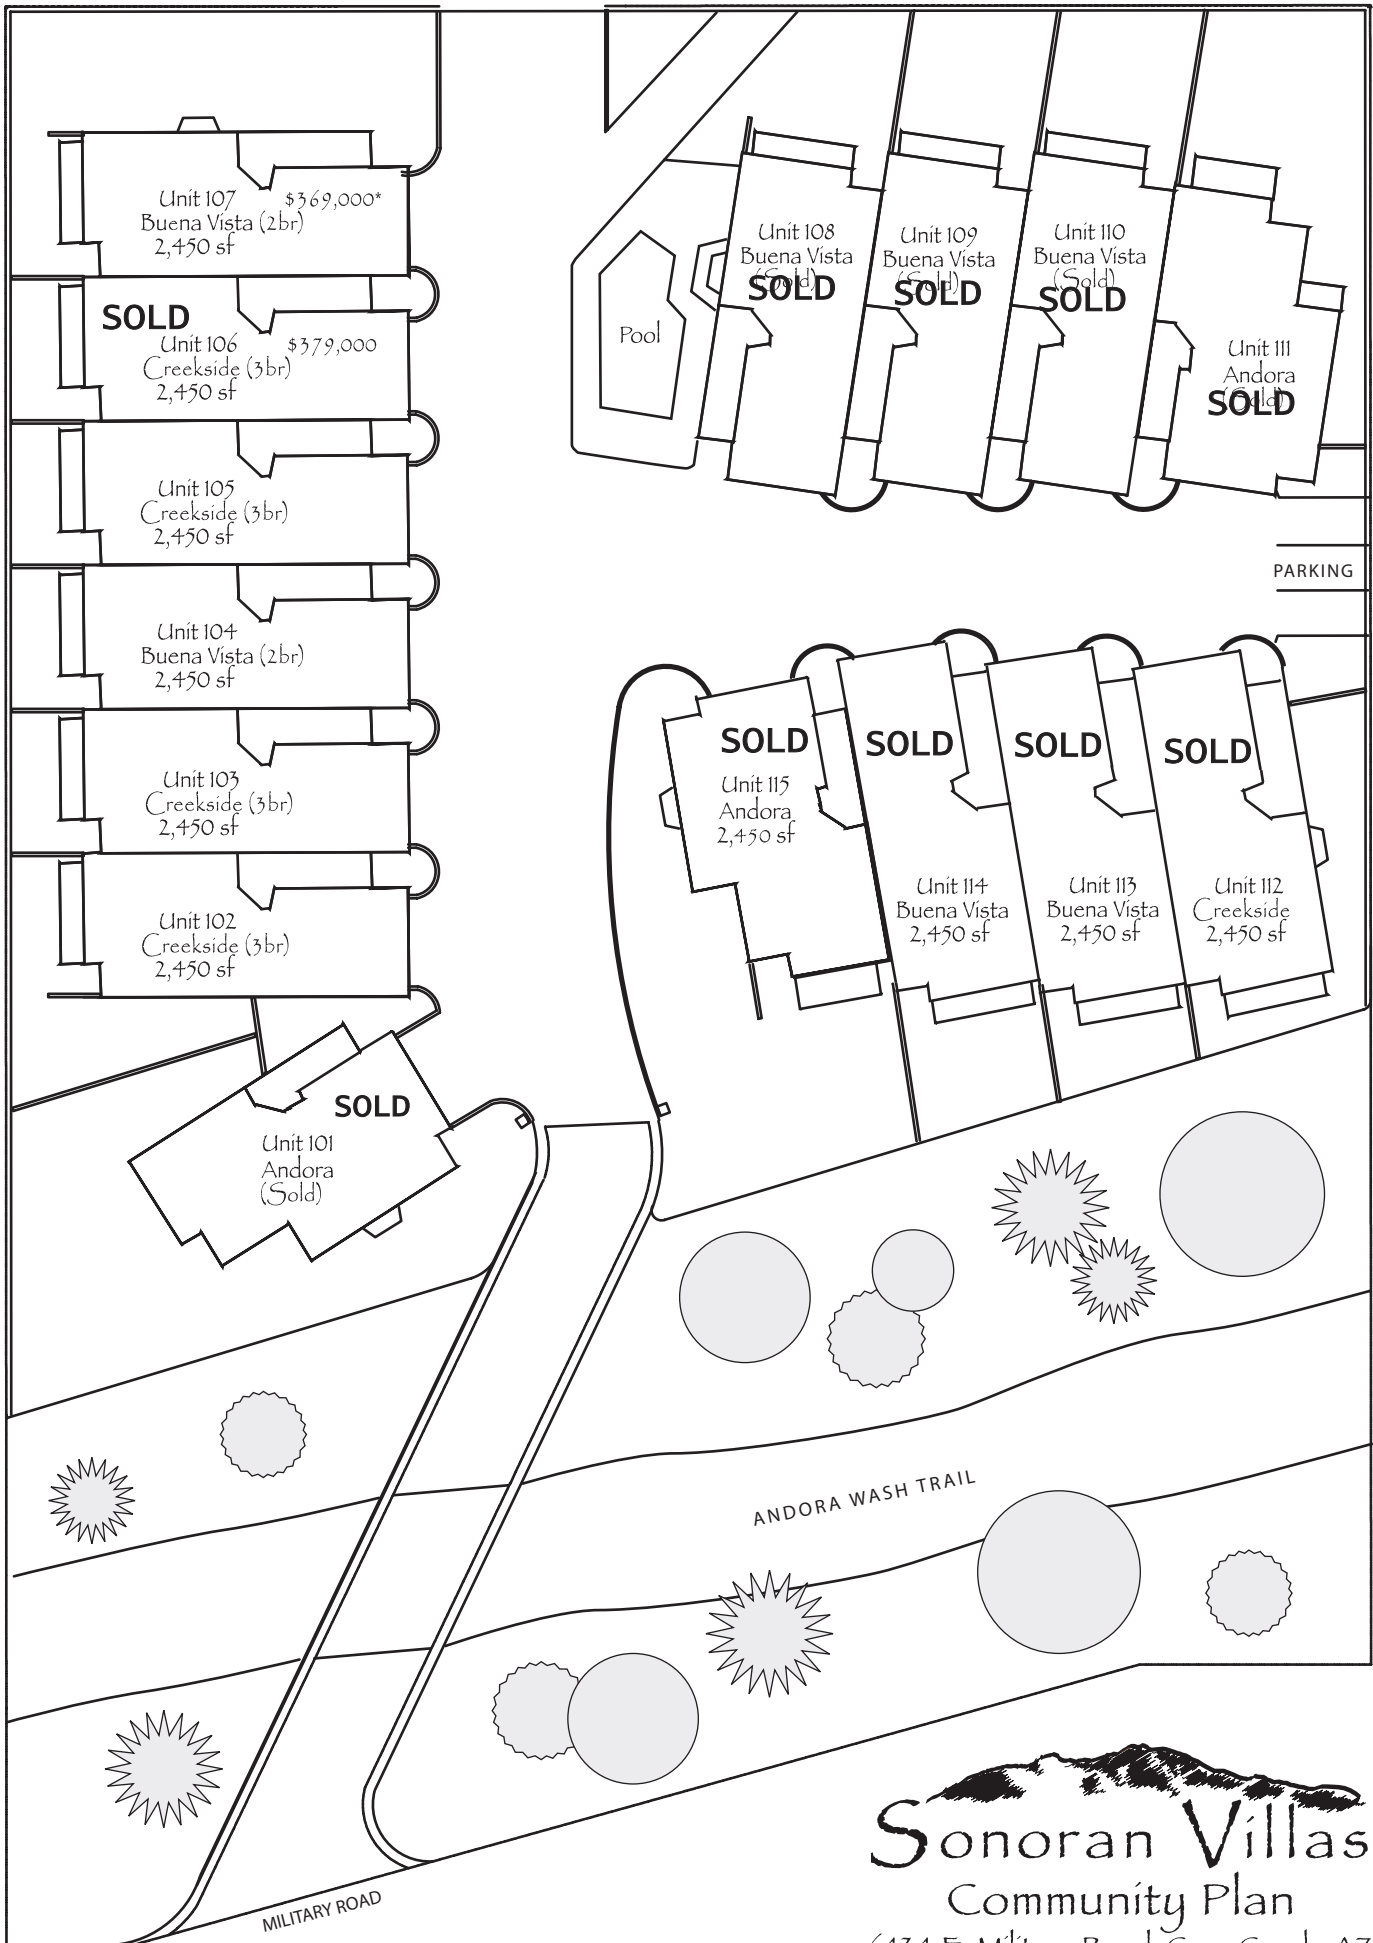 Unit 107
$369,000*
Buena Vista (2br)
2,450 sf
SOLD
Unit 106
$379,000
Creekside (3br)
2,450 sf
Unit 105
Creekside (3br)
2,450 sf
Unit 104
Buena Vista (2br)
2,450 sf
Unit 103
Creekside (3br)
2,450 sf
Unit 102
Creekside (3br)
2,450 sf
SOLD
Unit 101
Andora
(Sold)
Pool
Unit 108
Buena Vista
(Sold)
SOLD
Unit 109
Buena Vista
(Sold)
SOLD
Unit 110
Buena Vista
(Sold)
SOLD
Unit 111
Andora
(Sold)
SOLD
PARKING
SOLD
Unit 115
Andora
2,450 sf
SOLD
Unit 114
Buena Vista
2,450 sf
SOLD
Unit 113
Buena Vista
2,450 sf
SOLD
Unit 112
Creekside
2,450 sf
ANDORA WASH TRAIL
MILITARY ROAD
Sonoran Villas
Community Plan